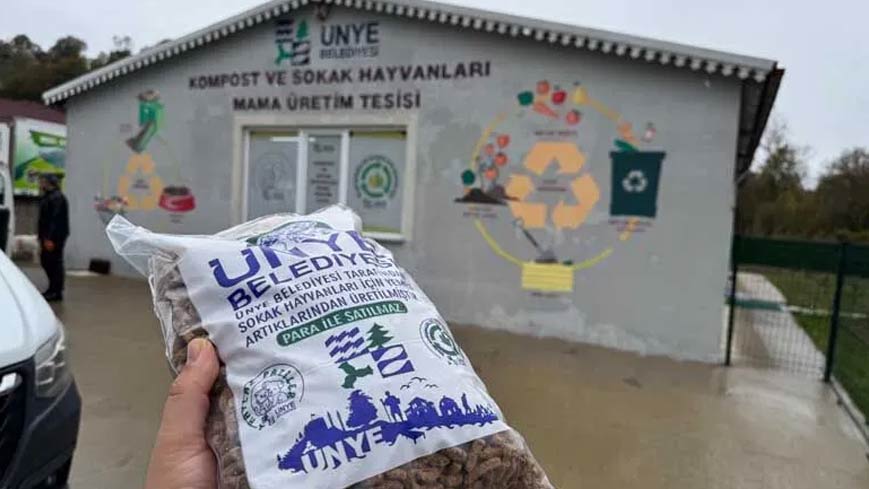 ÜNYE
BELEDİYESİ
KOMPOST VE SOKAK HAYVANLARI
MAMA ÜRETİM TESİSİ
ÜNYE
BELEDİYESİ
ÜNYE BELEDİYESİ TARAFINDAN
SOKAK HAYVANLARI İÇİN YEMEK
ARTIKLARINDAN ÜRETİLMİŞTİR.
PARA İLE SATILMAZ
ÜNYE
ÜNYE